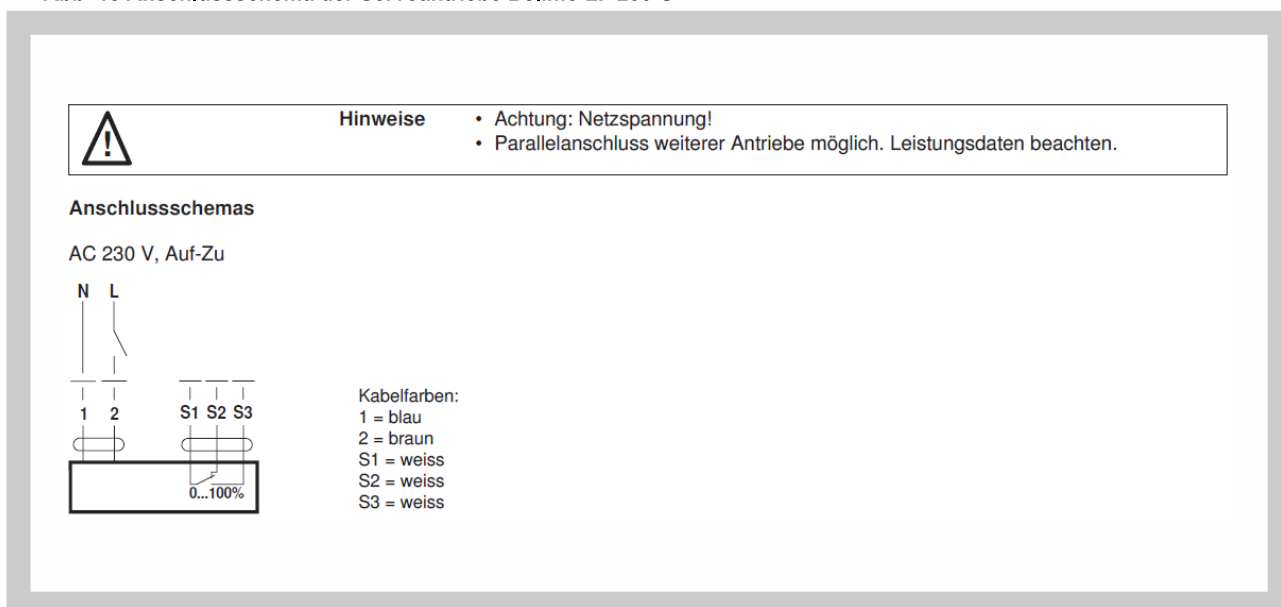 Hinweise • Achtung: Netzspannung!
• Parallelanschluss weiterer Antriebe möglich. Leistungsdaten beachten.
Anschlussschemas
AC 230 V, Auf-Zu
N L
1 2 S1 S2 S3
0...100%
Kabelfarben:
1 = blau
2 = braun
S1 = weiss
S2 = weiss
S3 = weiss